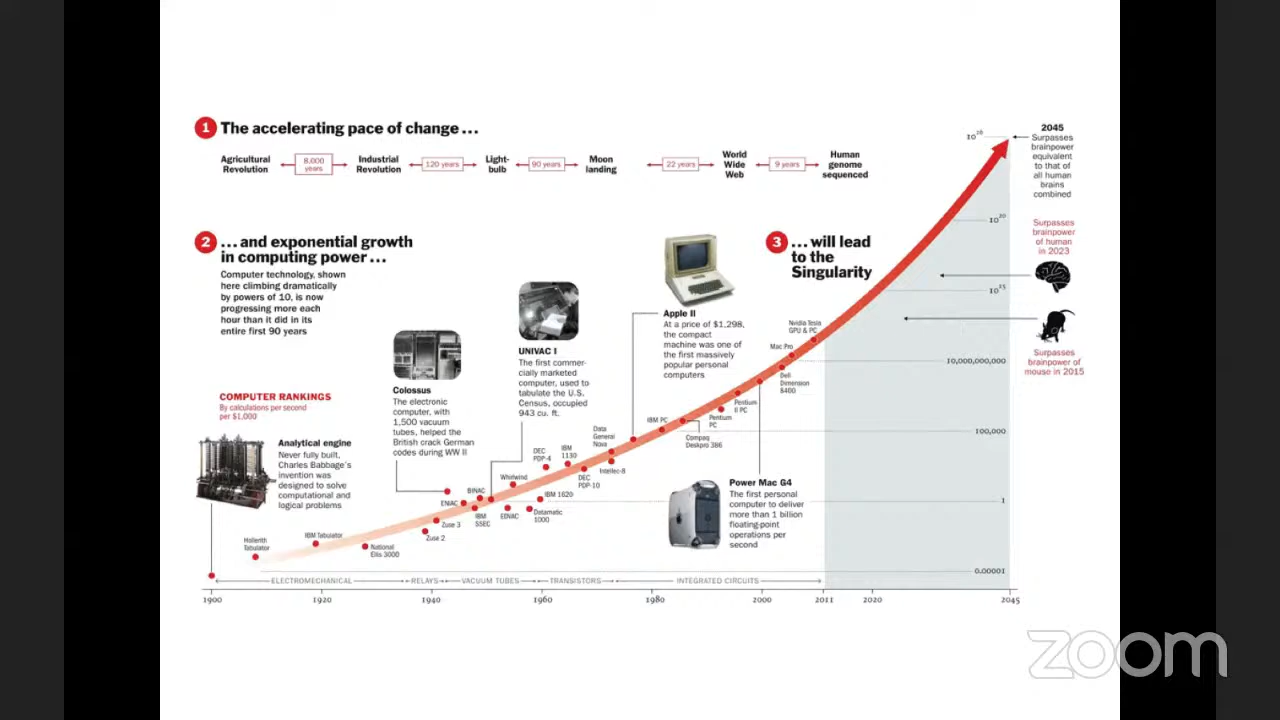 1 The accelerating pace of change ...
Agricultural
Revolution
8,000
years
Industrial
Revolution
120 years
Light-
bulb
90 years
Moon
landing
22 years
World
Wide
Web
9 years
Human
genome
sequenced
2 ...and exponential growth
in computing power...
Computer technology, shown
here climbing dramatically
by powers of 10, is now
progressing more each
hour than it did in its
entire first 90 years
COMPUTER RANKINGS
By calculations per second
per $1,000
Analytical engine
Never fully built,
Charles Babbage's
invention was
designed to solve
computational and
logical problems
Colossus
The electronic
computer, with
1,500 vacuum
tubes, helped the
British crack German
codes during WW II
UNIVAC I
The first commer-
cially marketed
computer, used to
tabulate the U.S.
Census, occupied
943 cu. ft.
Apple II
At a price of $1,298,
the compact
machine was one of
the first massively
popular personal
computers
Power Mac G4
The first personal
computer to deliver
more than 1 billion
floating-point
operations per
second
3 ...will lead
to the
Singularity
2045
Surpasses
brainpower
equivalent
to that of
all human
brains
combined
Surpasses
brainpower
of human
in 2023
Surpasses
brainpower of
mouse in 2015
Hollerith
Tabulator
IBM Tabulator
National
Ellis 3000
Zuse 2
Zuse 3
ENIAC
BINAC
IBM
SSEC
Whirlwind
EDVAC
DEC
PDP-4
IBM
1130
IBM 1620
Datamatic
1000
DEC
PDP-10
Data
General
Nova
Intellec-8
IBM PC
Compaq
Deskpro 386
Pentium
PC
Pentium
II PC
Mac Pro
Dell
Dimension
8400
Nvidia Tesla
GPU & PC
10²⁰
10¹⁵
10,000,000,000
100,000
1
0.00001
ELECTROMECHANICAL
RELAYS
VACUUM TUBES
TRANSISTORS
INTEGRATED CIRCUITS
1900
1920
1940
1960
1980
2000
2011
2020
2045
zoom